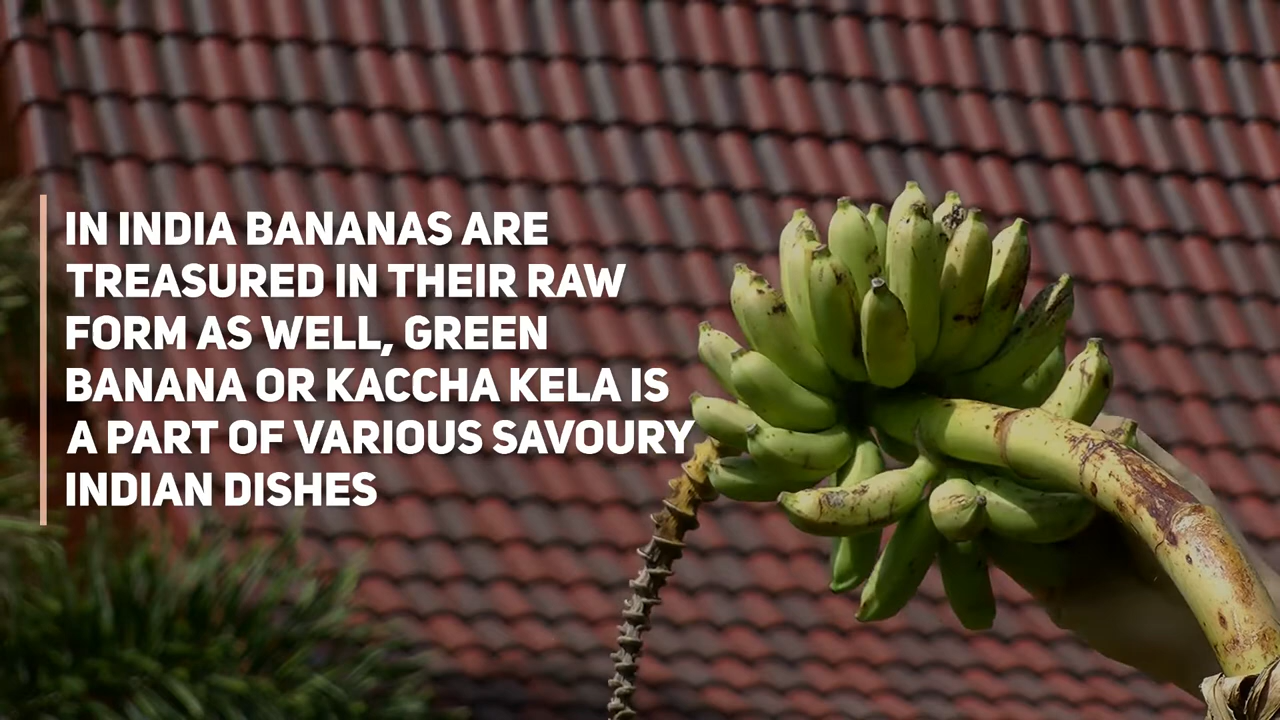 IN INDIA BANANAS ARE
TREASURED IN THEIR RAW
FORM AS WELL, GREEN
BANANA OR KACCHA KELA IS
A PART OF VARIOUS SAVOURY
INDIAN DISHES